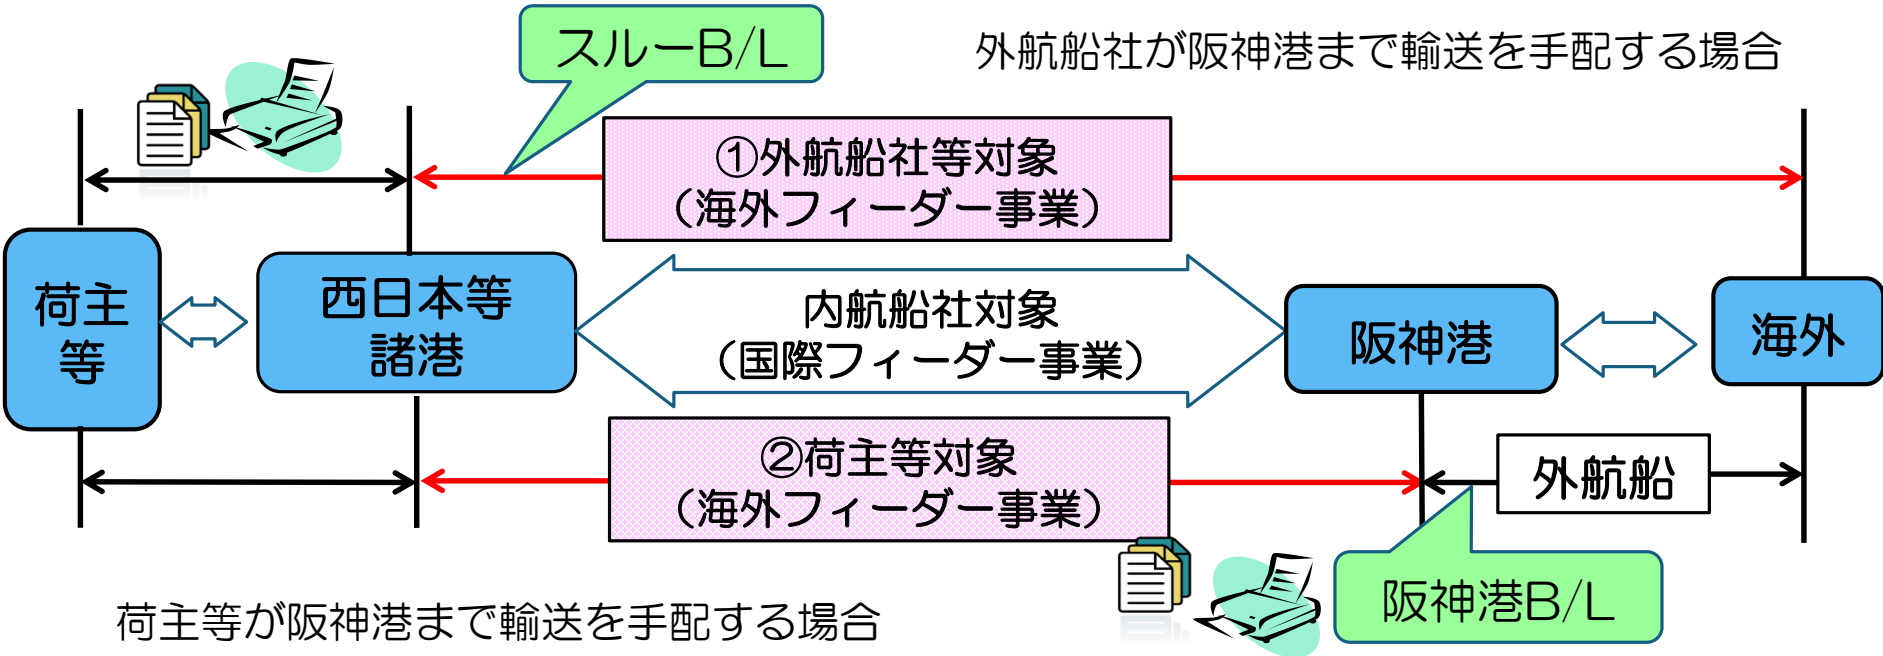 スルーB/L
外航船社が阪神港まで輸送を手配する場合
①外航船社等対象
（海外フィーダー事業）
荷主
等
西日本等
諸港
内航船社対象
（国際フィーダー事業）
阪神港
海外
②荷主等対象
（海外フィーダー事業）
外航船
阪神港B/L
荷主等が阪神港まで輸送を手配する場合